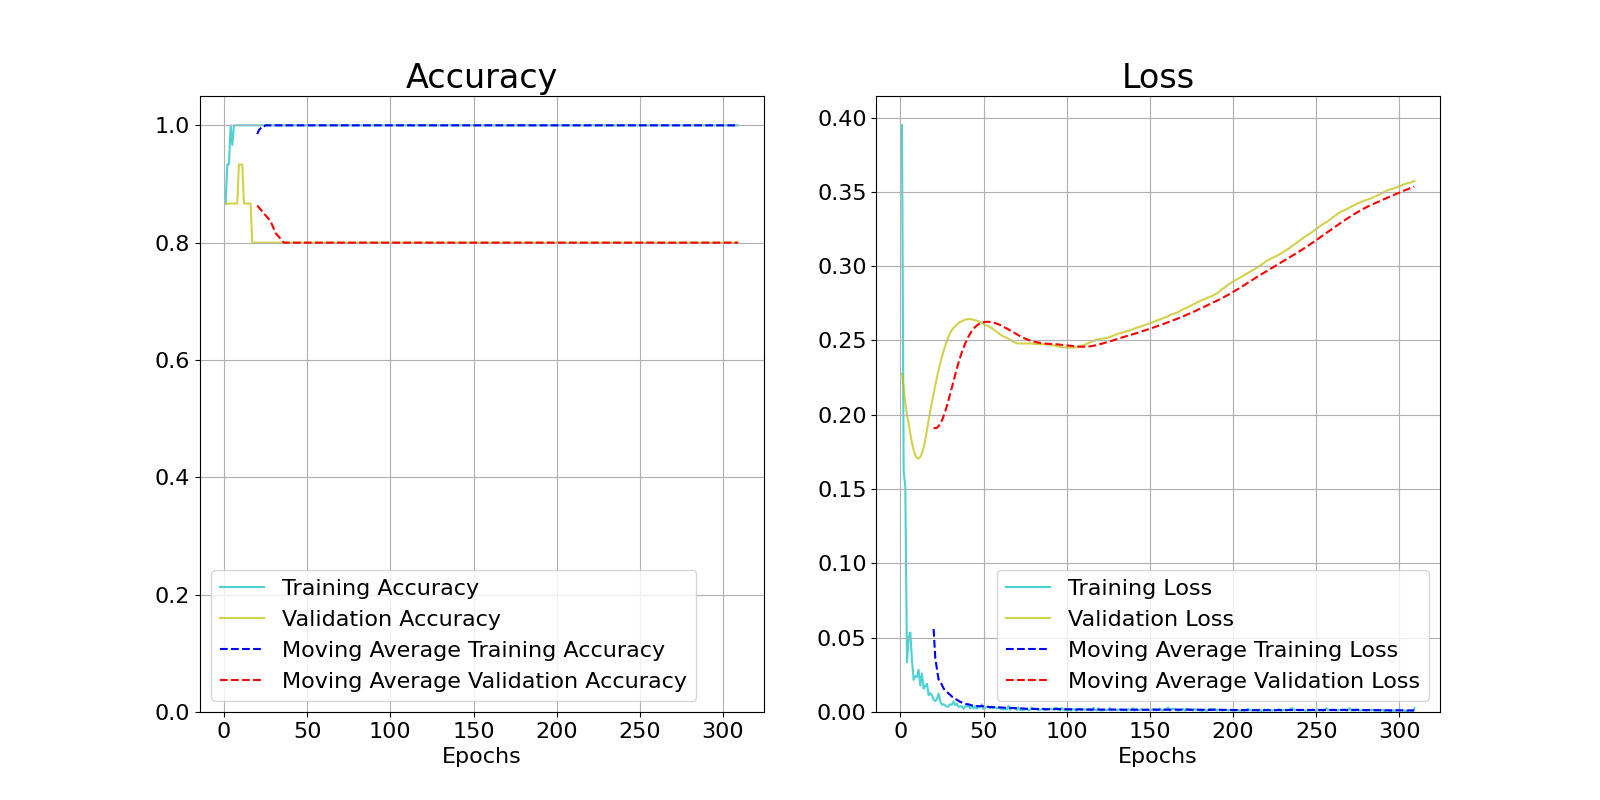 Accuracy
1.0
0.8
0.6
0.4
0.2
0.0
0 50 100 150 200 250 300
Epochs
Training Accuracy
Validation Accuracy
Moving Average Training Accuracy
Moving Average Validation Accuracy
Loss
0.40
0.35
0.30
0.25
0.20
0.15
0.10
0.05
0.00
0 50 100 150 200 250 300
Epochs
Training Loss
Validation Loss
Moving Average Training Loss
Moving Average Validation Loss